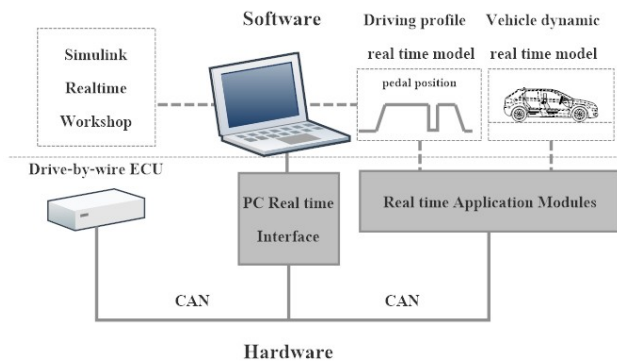 Software
Driving profile
real time model
Vehicle dynamic
real time model
Simulink
Realtime
Workshop
pedal position
Drive-by-wire ECU
PC Real time
Interface
Real time Application Modules
CAN
CAN
Hardware